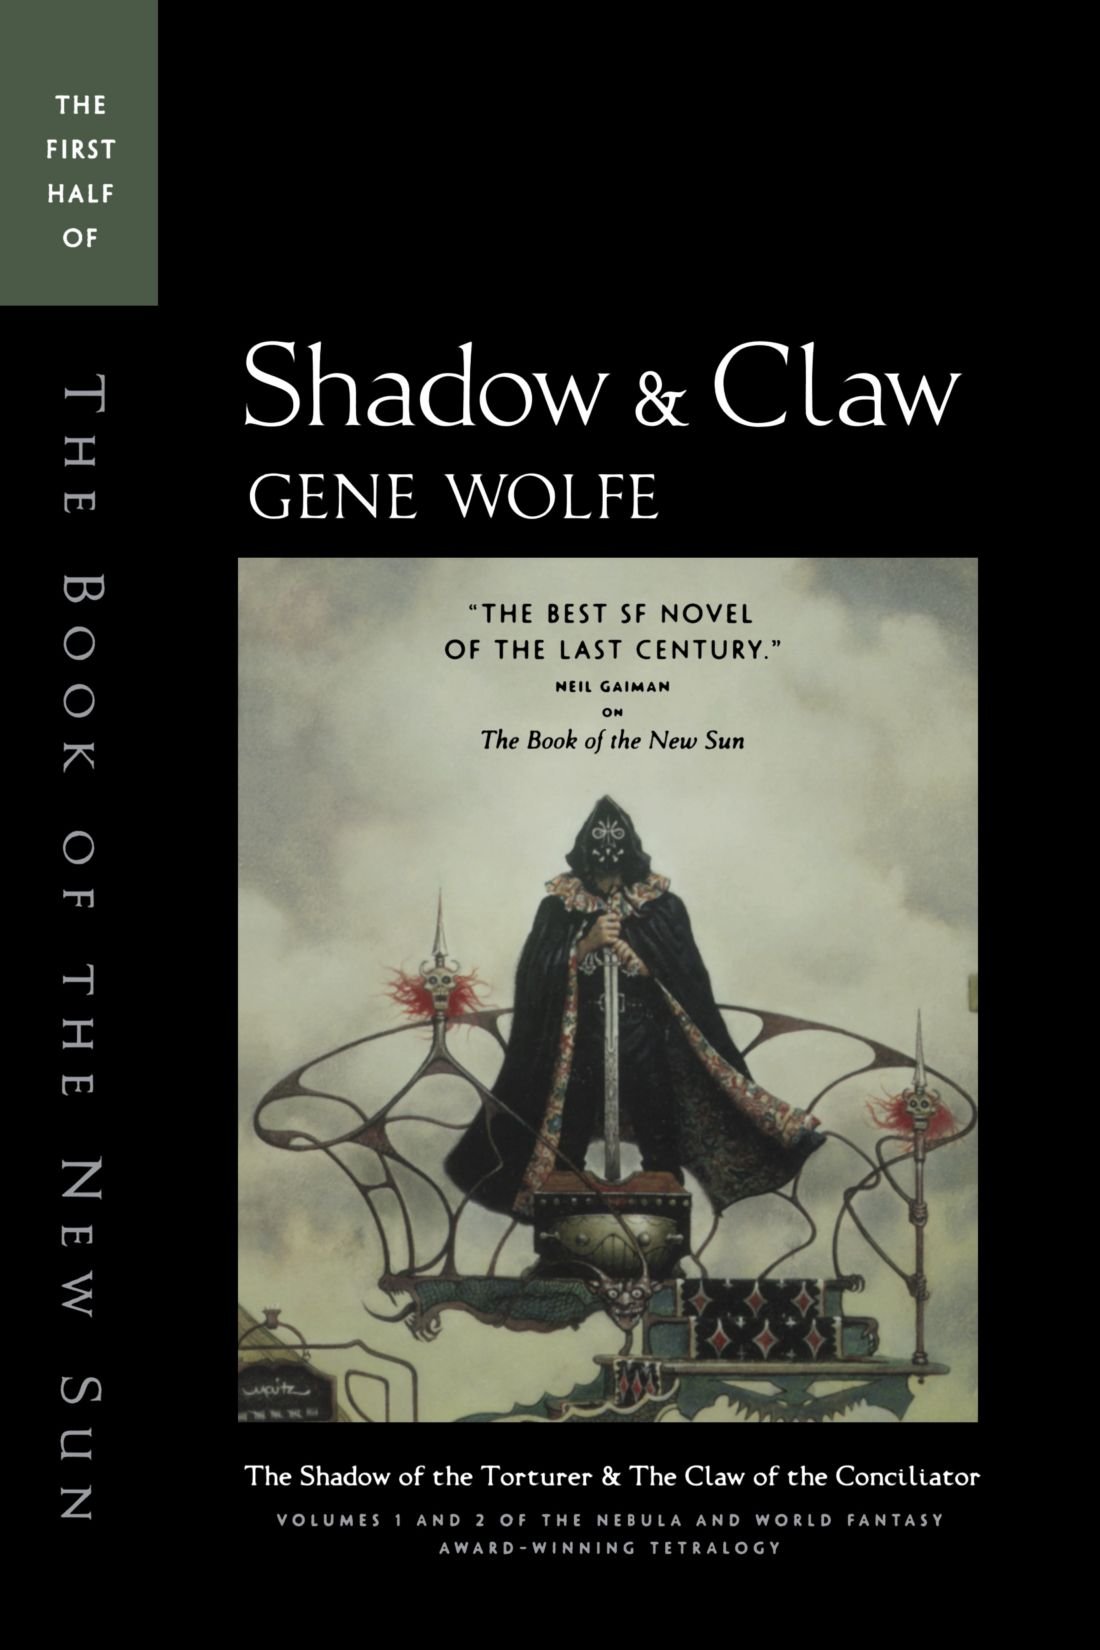 THE
FIRST
HALF
OF
THE BOOK OF THE NEW SUN
Shadow & Claw
GENE WOLFE
“THE BEST SF NOVEL
OF THE LAST CENTURY.”
NEIL GAIMAN
ON
The Book of the New Sun
The Shadow of the Torturer & The Claw of the Conciliator
VOLUMES 1 AND 2 OF THE NEBULA AND WORLD FANTASY
AWARD-WINNING TETRALOGY